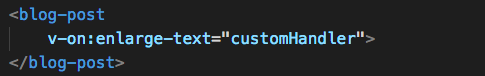 <blog-post
v-on:enlarge-text="customHandler">
</blog-post>